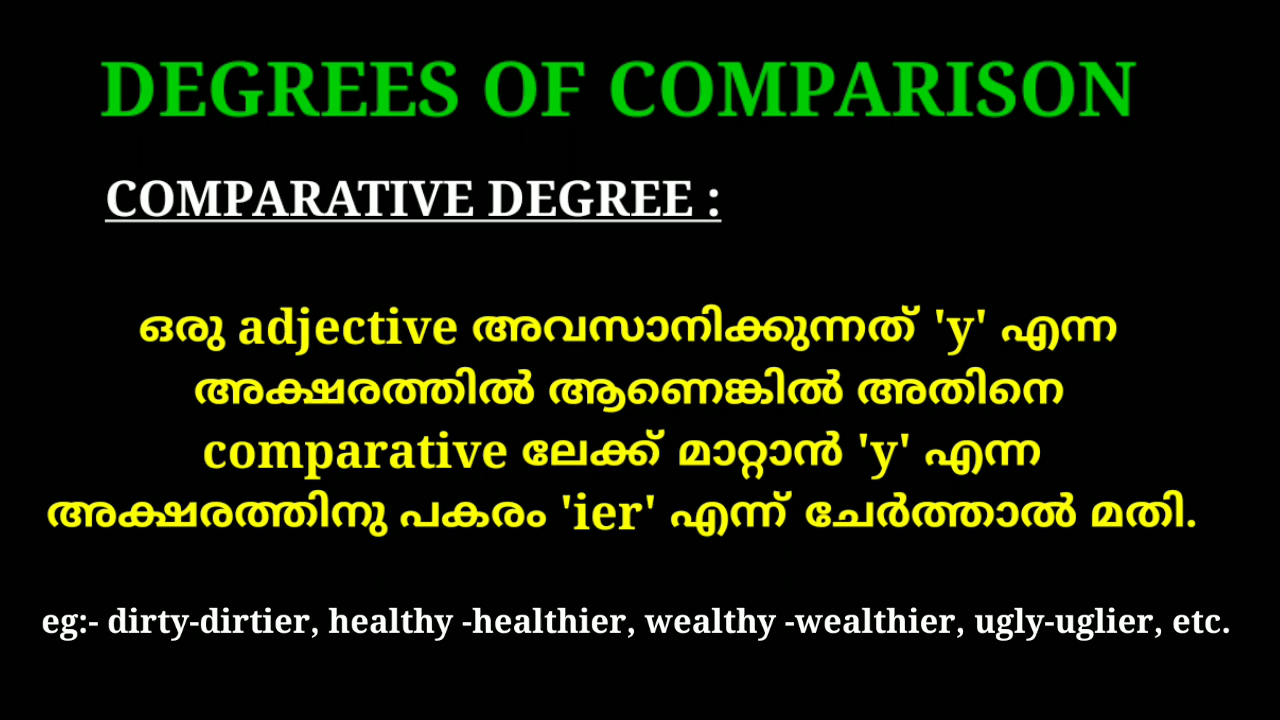 DEGREES OF COMPARISON
COMPARATIVE DEGREE :
ഒരു adjective അവസാനിക്കുന്നത് 'y' എന്ന
അക്ഷരത്തിൽ ആണെങ്കിൽ അതിനെ
comparative ലേക്ക് മാറ്റാൻ 'y' എന്ന
അക്ഷരത്തിനു പകരം 'ier' എന്ന് ചേർത്താൽ മതി.
eg:- dirty-dirtier, healthy -healthier, wealthy -wealthier, ugly-uglier, etc.